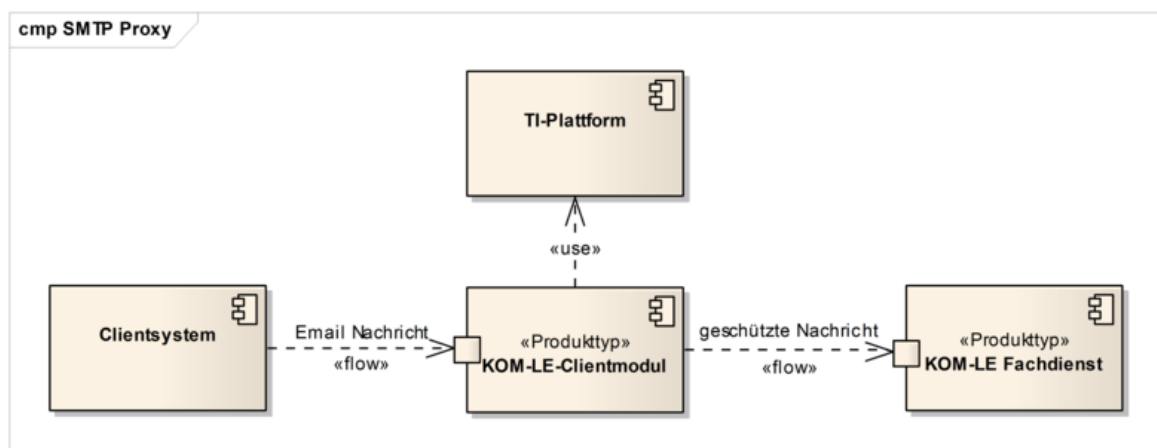 cmp SMTP Proxy
TI-Plattform
«use»
Clientsystem
Email Nachricht
«flow»
«Produkttyp»
KOM-LE-Clientmodul
geschützte Nachricht
«flow»
«Produkttyp»
KOM-LE Fachdienst